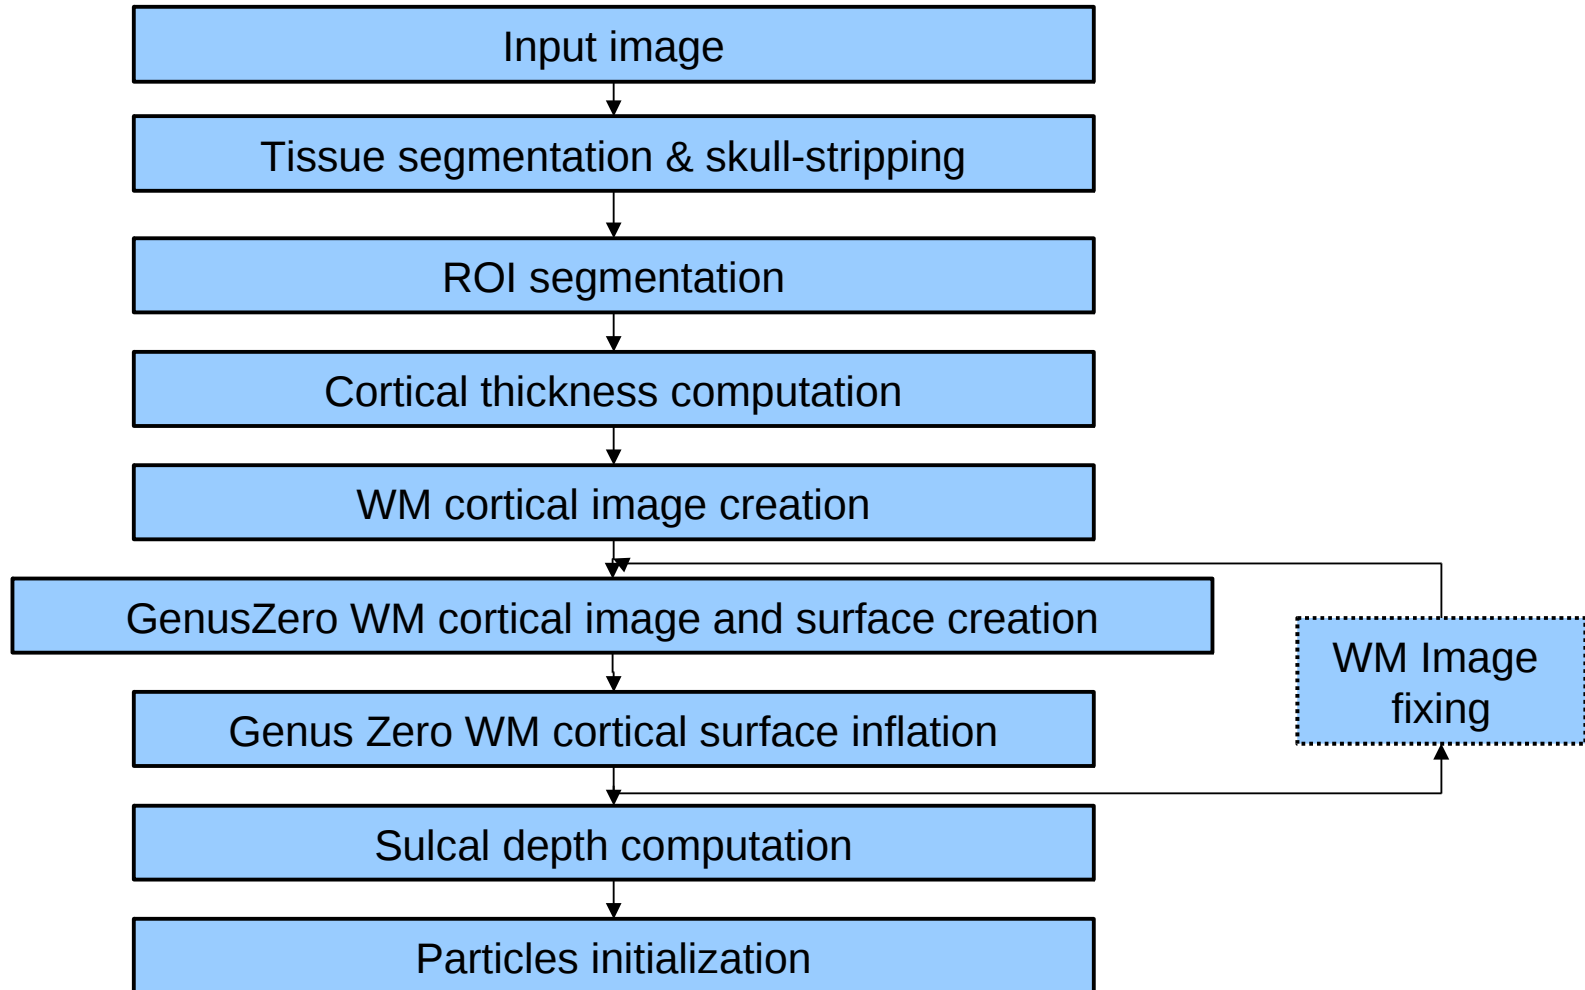 Input image
Tissue segmentation & skull-stripping
ROI segmentation
Cortical thickness computation
WM cortical image creation
GenusZero WM cortical image and surface creation
WM Image
fixing
Genus Zero WM cortical surface inflation
Sulcal depth computation
Particles initialization